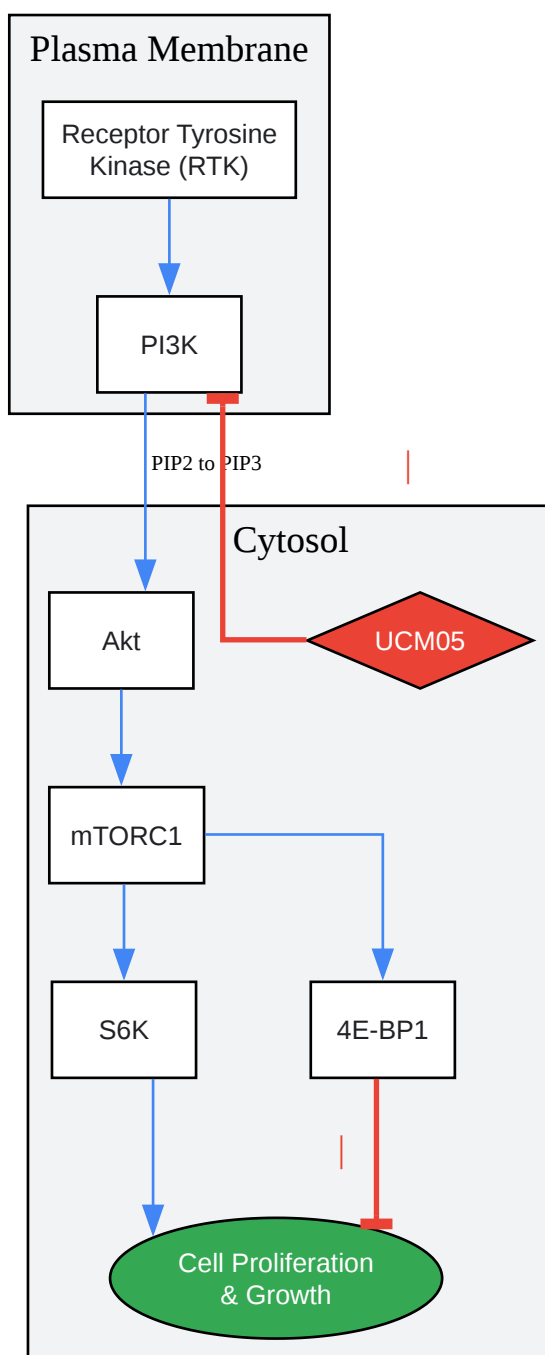 Plasma Membrane
Receptor Tyrosine
Kinase (RTK)
PI3K
PIP2 to PIP3
Cytosol
Akt
UCM05
mTORC1
S6K
4E-BP1
Cell Proliferation
& Growth